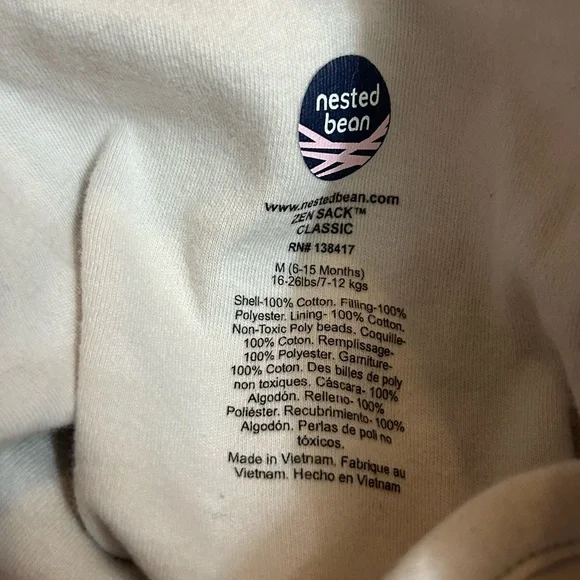 nested
bean
www.nestedbean.com
ZEN SACK™
CLASSIC
RN# 138417
M (6-15 Months)
16-26lbs/7-12 kgs
Shell-100% Cotton. Filling-100%
Polyester. Lining- 100% Cotton.
Non-Toxic Poly beads. Coquille-
100% Coton. Remplissage-
100% Polyester. Garniture-
100% Coton. Des billes de poly
non toxiques. Cáscara- 100%
Algodón. Relleno- 100%
Poliéster. Recubrimiento- 100%
Algodón. Perlas de poli no
tóxicos.
Made in Vietnam. Fabrique au
Vietnam. Hecho en Vietnam